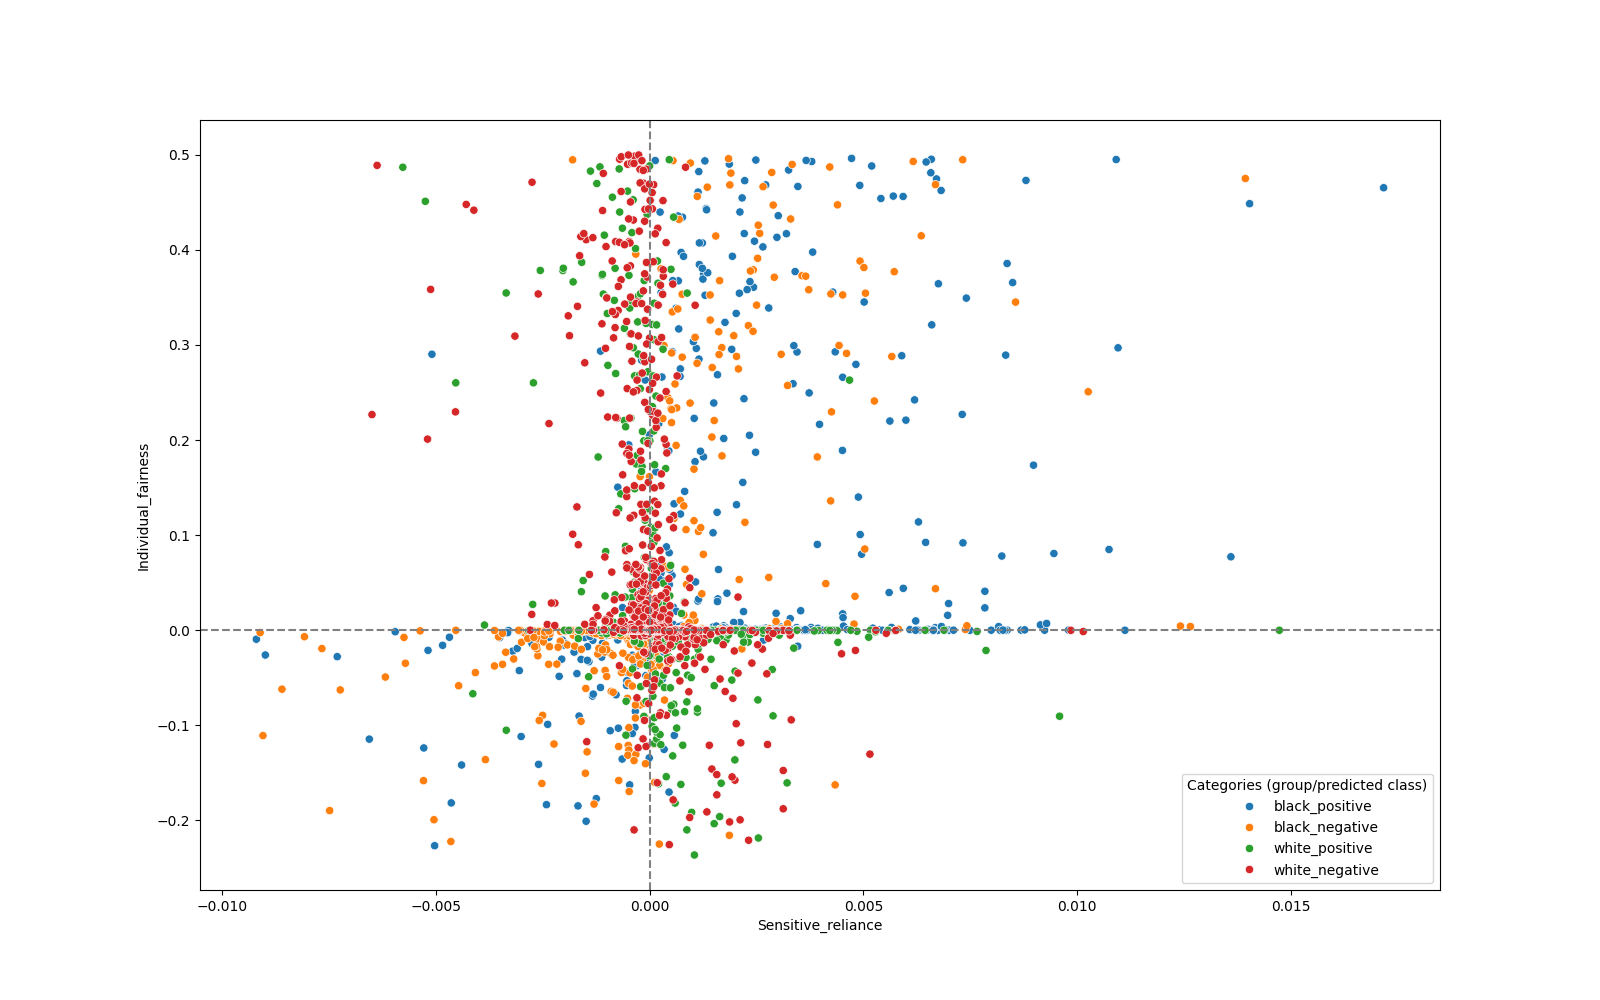 0.5
0.4
0.3
0.2
0.1
0.0
−0.1
−0.2
Individual_fairness
−0.010
−0.005
0.000
0.005
0.010
0.015
Sensitive_reliance
Categories (group/predicted class)
black_positive
black_negative
white_positive
white_negative